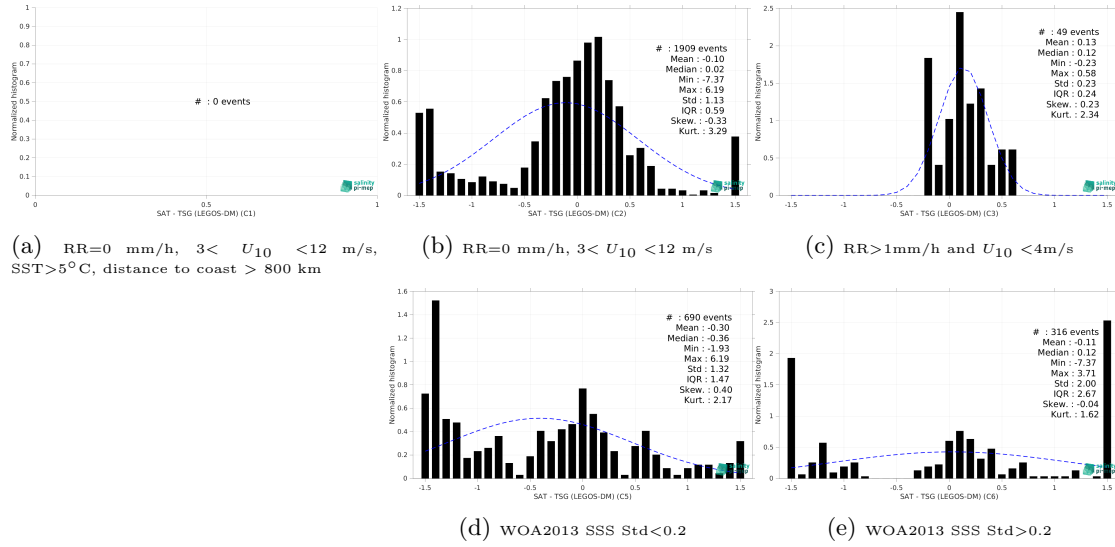 1
0.9
0.8
0.7
0.6
0.5
0.4
0.3
0.2
0.1
0
Normalized histogram
# : 0 events
0 0.5 1
SAT - TSG (LEGOS-DM) (C1)
salinity
pi-mep
(a) RR=0 mm/h, 3< U10 <12 m/s,
SST>5°C, distance to coast > 800 km
1.2
1
0.8
0.6
0.4
0.2
0
Normalized histogram
# : 1909 events
Mean : -0.10
Median : 0.02
Min : -7.37
Max : 6.19
Std : 1.13
IQR : 0.59
Skew. : -0.33
Kurt. : 3.29
-1.5 -1 -0.5 0 0.5 1 1.5
SAT - TSG (LEGOS-DM) (C2)
salinity
pi-mep
(b) RR=0 mm/h, 3< U10 <12 m/s
2.5
2
1.5
1
0.5
0
Normalized histogram
# : 49 events
Mean : 0.13
Median : 0.12
Min : -0.23
Max : 0.58
Std : 0.23
IQR : 0.24
Skew. : 0.23
Kurt. : 2.34
-1.5 -1 -0.5 0 0.5 1 1.5
SAT - TSG (LEGOS-DM) (C3)
salinity
pi-mep
(c) RR>1mm/h and U10 <4m/s
1.6
1.4
1.2
1
0.8
0.6
0.4
0.2
0
Normalized histogram
# : 690 events
Mean : -0.30
Median : -0.36
Min : -1.93
Max : 6.19
Std : 1.32
IQR : 1.47
Skew. : 0.40
Kurt. : 2.17
-1.5 -1 -0.5 0 0.5 1 1.5
SAT - TSG (LEGOS-DM) (C5)
salinity
pi-mep
(d) WOA2013 SSS Std<0.2
3
2.5
2
1.5
1
0.5
0
Normalized histogram
# : 316 events
Mean : -0.11
Median : 0.12
Min : -7.37
Max : 3.71
Std : 2.00
IQR : 2.67
Skew. : -0.04
Kurt. : 1.62
-1.5 -1 -0.5 0 0.5 1 1.5
SAT - TSG (LEGOS-DM) (C6)
salinity
pi-mep
(e) WOA2013 SSS Std>0.2